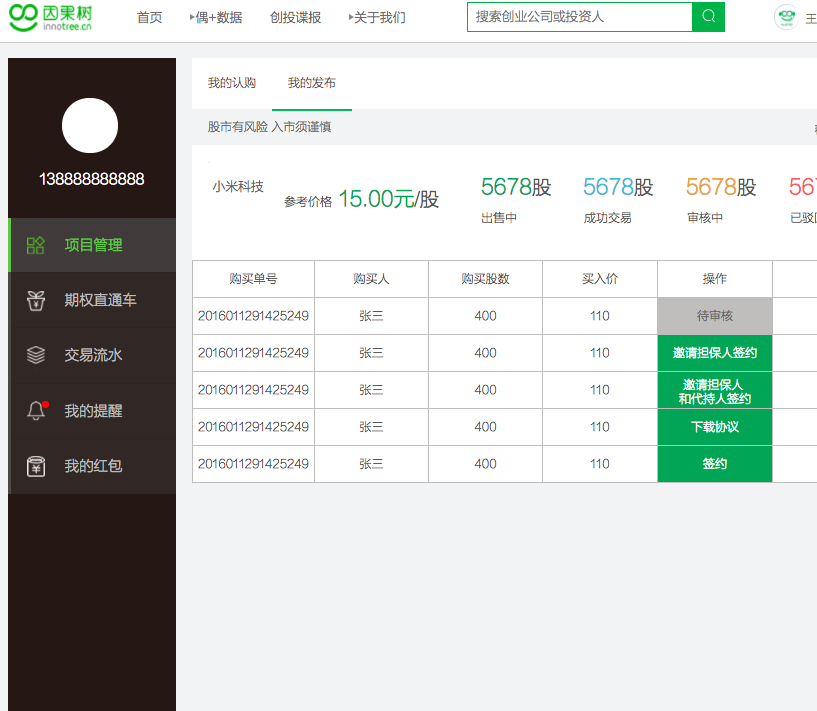 因果树
innotree.cn
首页
偶+数据
创投谍报
关于我们
搜索创业公司或投资人
王
138888888888
项目管理
期权直通车
交易流水
我的提醒
我的红包
我的认购
我的发布
股市有风险 入市须谨慎
小米科技
参考价格 15.00元/股
5678股
出售中
5678股
成功交易
5678股
审核中
56
已驳
购买单号 购买人 购买股数 买入价 操作
2016011291425249 张三 400 110 待审核
2016011291425249 张三 400 110 邀请担保人签约
2016011291425249 张三 400 110 邀请担保人
和代持人签约
2016011291425249 张三 400 110 下载协议
2016011291425249 张三 400 110 签约